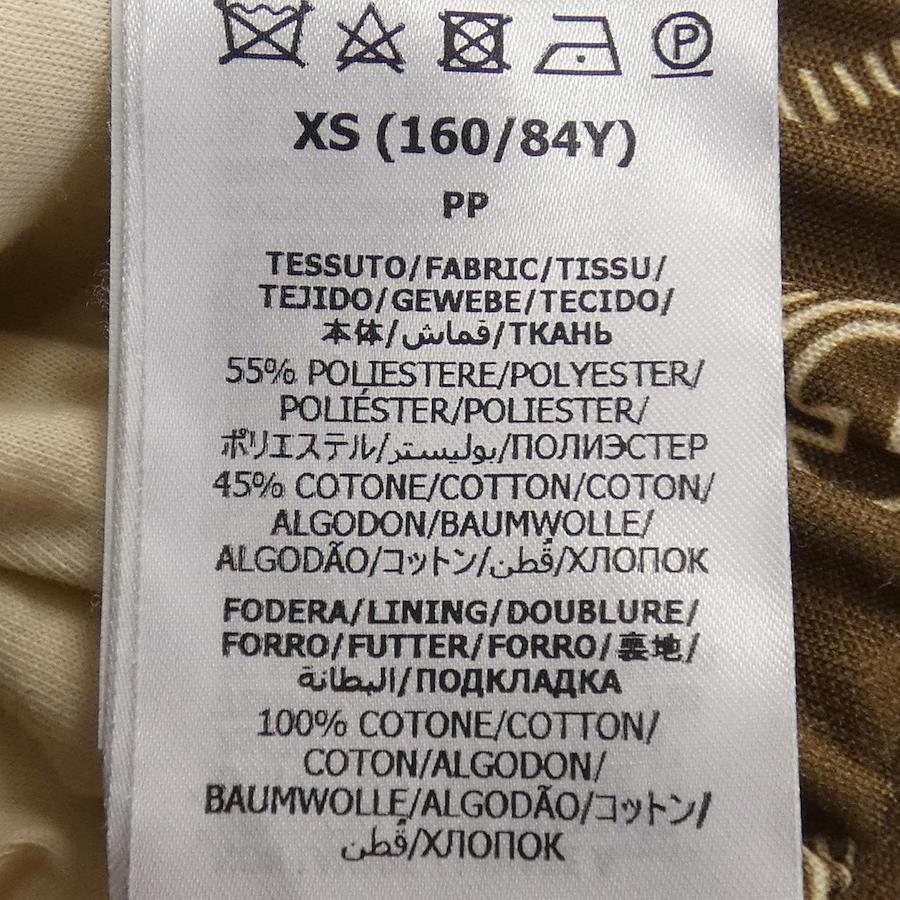 P
XS (160/84Y)
PP
TESSUTO/FABRIC/TISSU/
TEJIDO/GEWEBE/TECIDO/
本体/قماش/ТКАНЬ
55% POLIESTERE/POLYESTER/
POLIÉSTER/POLIESTER/
ポリエステル/بوليستر/ПОЛИЭСТЕР
45% COTONE/COTTON/COTON/
ALGODON/BAUMWOLLE/
ALGODÃO/コットン/قُطن/ХЛОПОК
FODERA/LINING/DOUBLURE/
FORRO/FUTTER/FORRO/裏地/
البطانة/ПОДКЛАДКА
100% COTONE/COTTON/
COTON/ALGODON/
BAUMWOLLE/ALGODÃO/コットン/
قُطن/ХЛОПОК